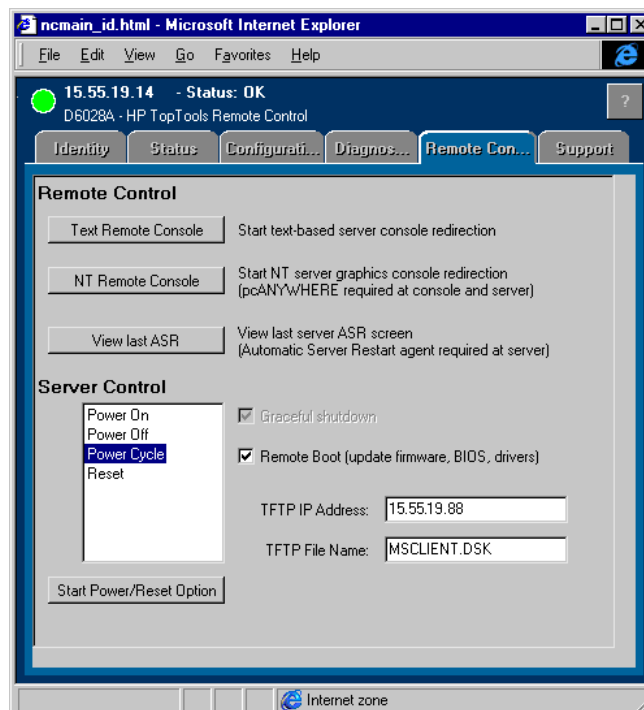 ncmain_id.html - Microsoft Internet Explorer
File Edit View Go Favorites Help
15.55.19.14 - Status: OK
D6028A - HP TopTools Remote Control
?
Identity Status Configurati... Diagnos... Remote Con... Support
Remote Control
Text Remote Console Start text-based server console redirection
NT Remote Console Start NT server graphics console redirection
(pcANYWHERE required at console and server)
View last ASR View last server ASR screen
(Automatic Server Restart agent required at server)
Server Control
Power On
Graceful shutdown
Power Off
Power Cycle
Remote Boot (update firmware, BIOS, drivers)
Reset
TFTP IP Address: 15.55.19.88
TFTP File Name: MSCLIENT.DSK
Start Power/Reset Option
Internet zone